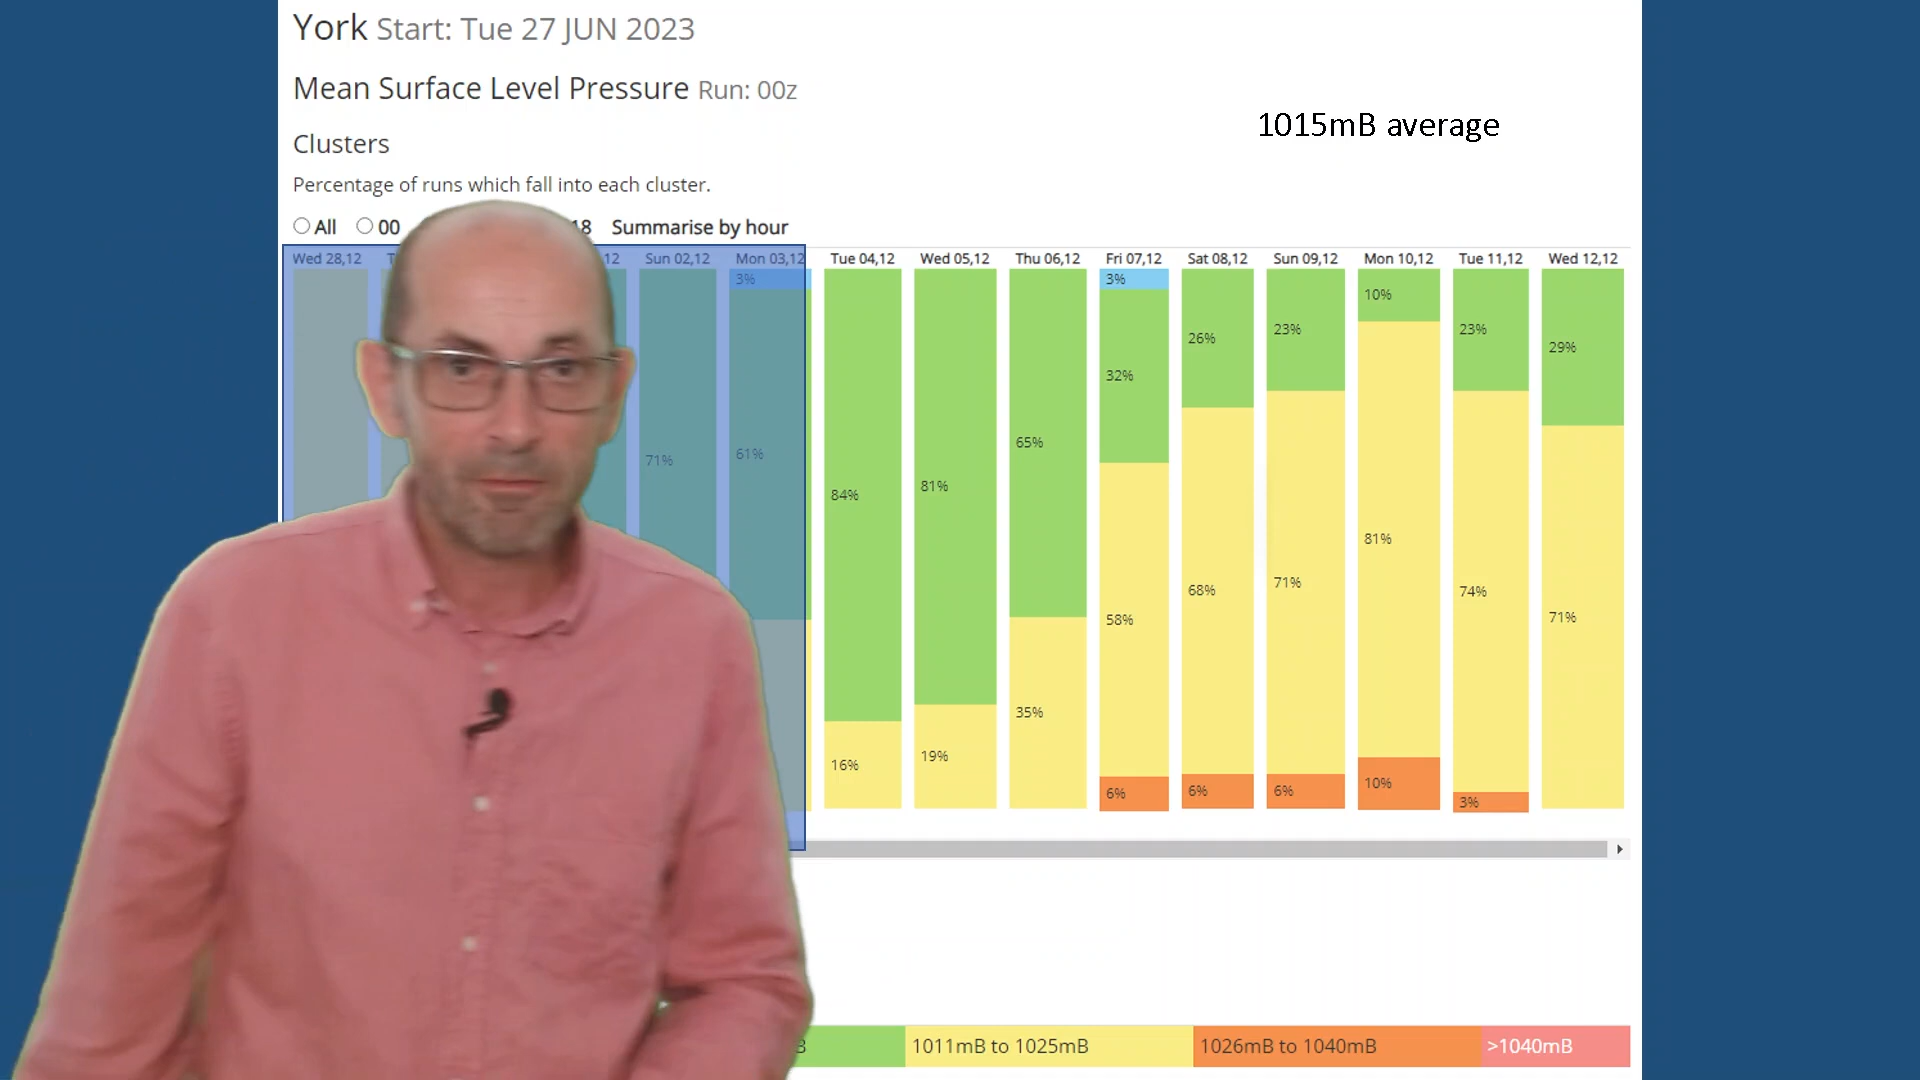 York Start: Tue 27 JUN 2023
Mean Surface Level Pressure Run: 00z
1015mB average
Clusters
Percentage of runs which fall into each cluster.
All 00 18 Summarise by hour
Wed 28,12 12 Sun 02,12 Mon 03,12 Tue 04,12 Wed 05,12 Thu 06,12 Fri 07,12 Sat 08,12 Sun 09,12 Mon 10,12 Tue 11,12 Wed 12,12
3% 3%
10%
26% 23% 23%
29%
32%
65%
71% 61%
84% 81%
81%
68% 71% 74%
58% 71%
35%
16% 19%
6% 6% 6% 10% 3%
1011mB to 1025mB 1026mB to 1040mB >1040mB